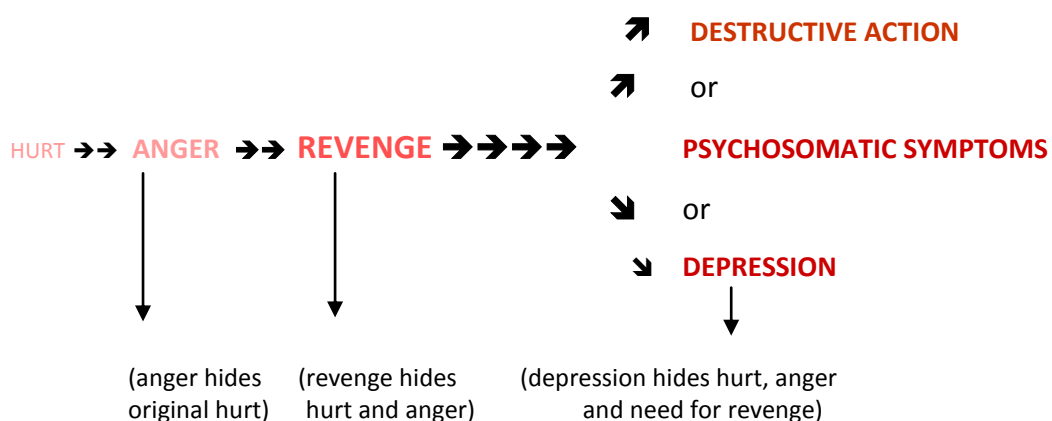 DESTRUCTIVE ACTION
or
HURT ANGER REVENGE PSYCHOSOMATIC SYMPTOMS
or
DEPRESSION
(anger hides (revenge hides (depression hides hurt, anger
original hurt) hurt and anger) and need for revenge)